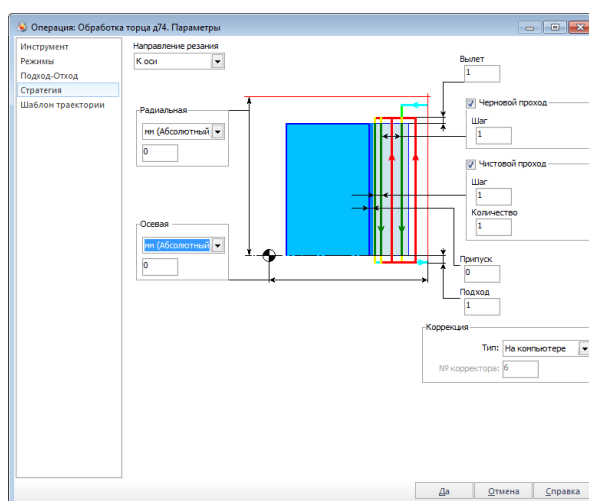 Операция: Обработка торца д74. Параметры
Инструмент
Режимы
Подход-Отход
Стратегия
Шаблон траектории
Направление резания
К оси
Радиальная
мм (Абсолютный
0
Осевая
мм (Абсолютный
0
Вылет
1
Черновой проход
Шаг
1
Чистовой проход
Шаг
1
Количество
1
Припуск
0
Подход
1
Коррекция
Тип: На компьютере
№ корректора: 6
Да Отмена Справка